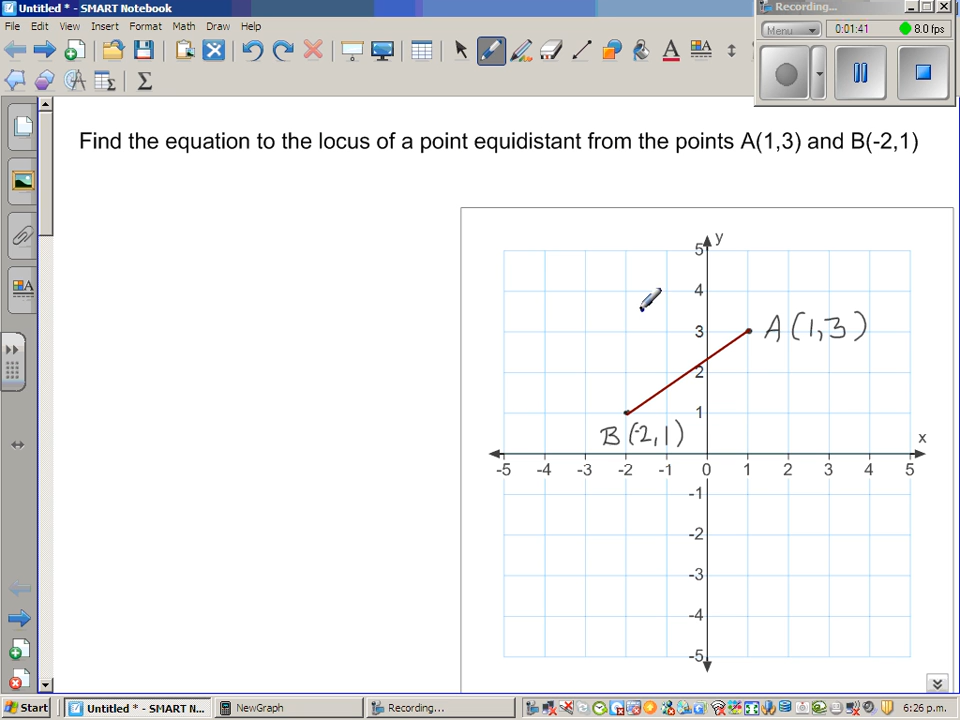 Untitled * - SMART Notebook
Recording...
File Edit View Insert Format Math Draw Help
Menu
0:01:41
8.0 fps
Find the equation to the locus of a point equidistant from the points A(1,3) and B(-2,1)
y
5
4
3
A (1,3)
2
1
B (-2,1)
x
-5 -4 -3 -2 -1 0 1 2 3 4 5
-1
-2
-3
-4
-5
Start
Untitled * - SMART N...
NewGraph
Recording...
6:26 p.m.